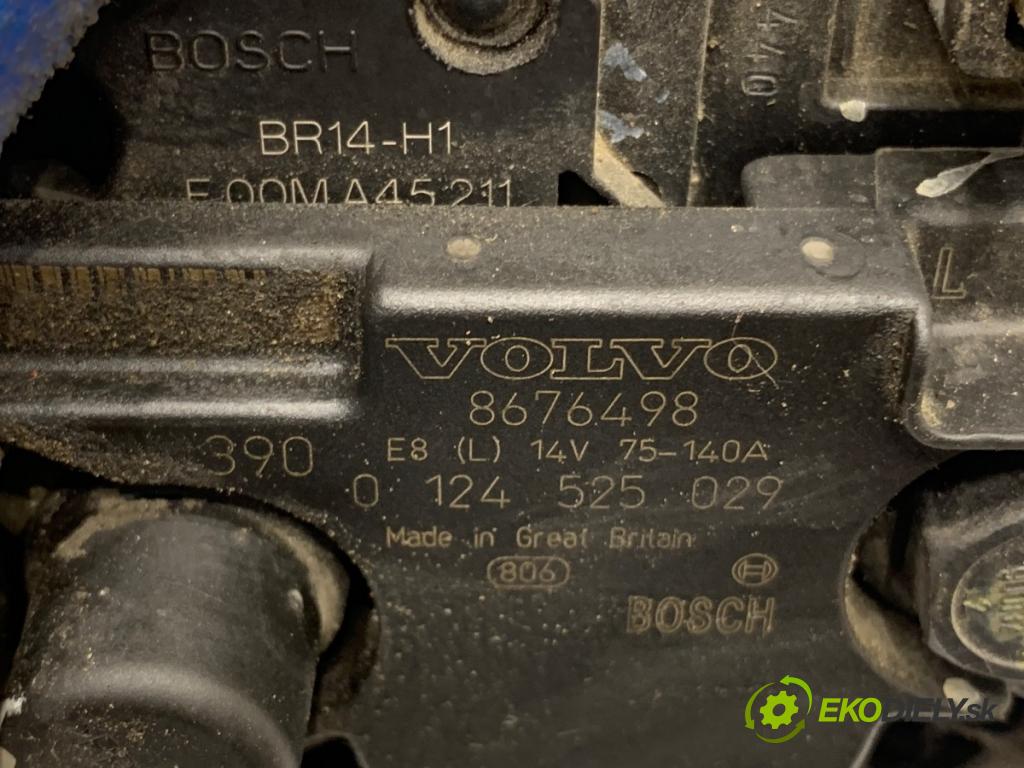 BOSCH
BR14-H1
F 00M A45 211
L
VOLVO
8676498
390
E8 (L) 14V 75-140A
0 124 525 029
Made in Great Britain
806
BOSCH
EKODIELY.sk